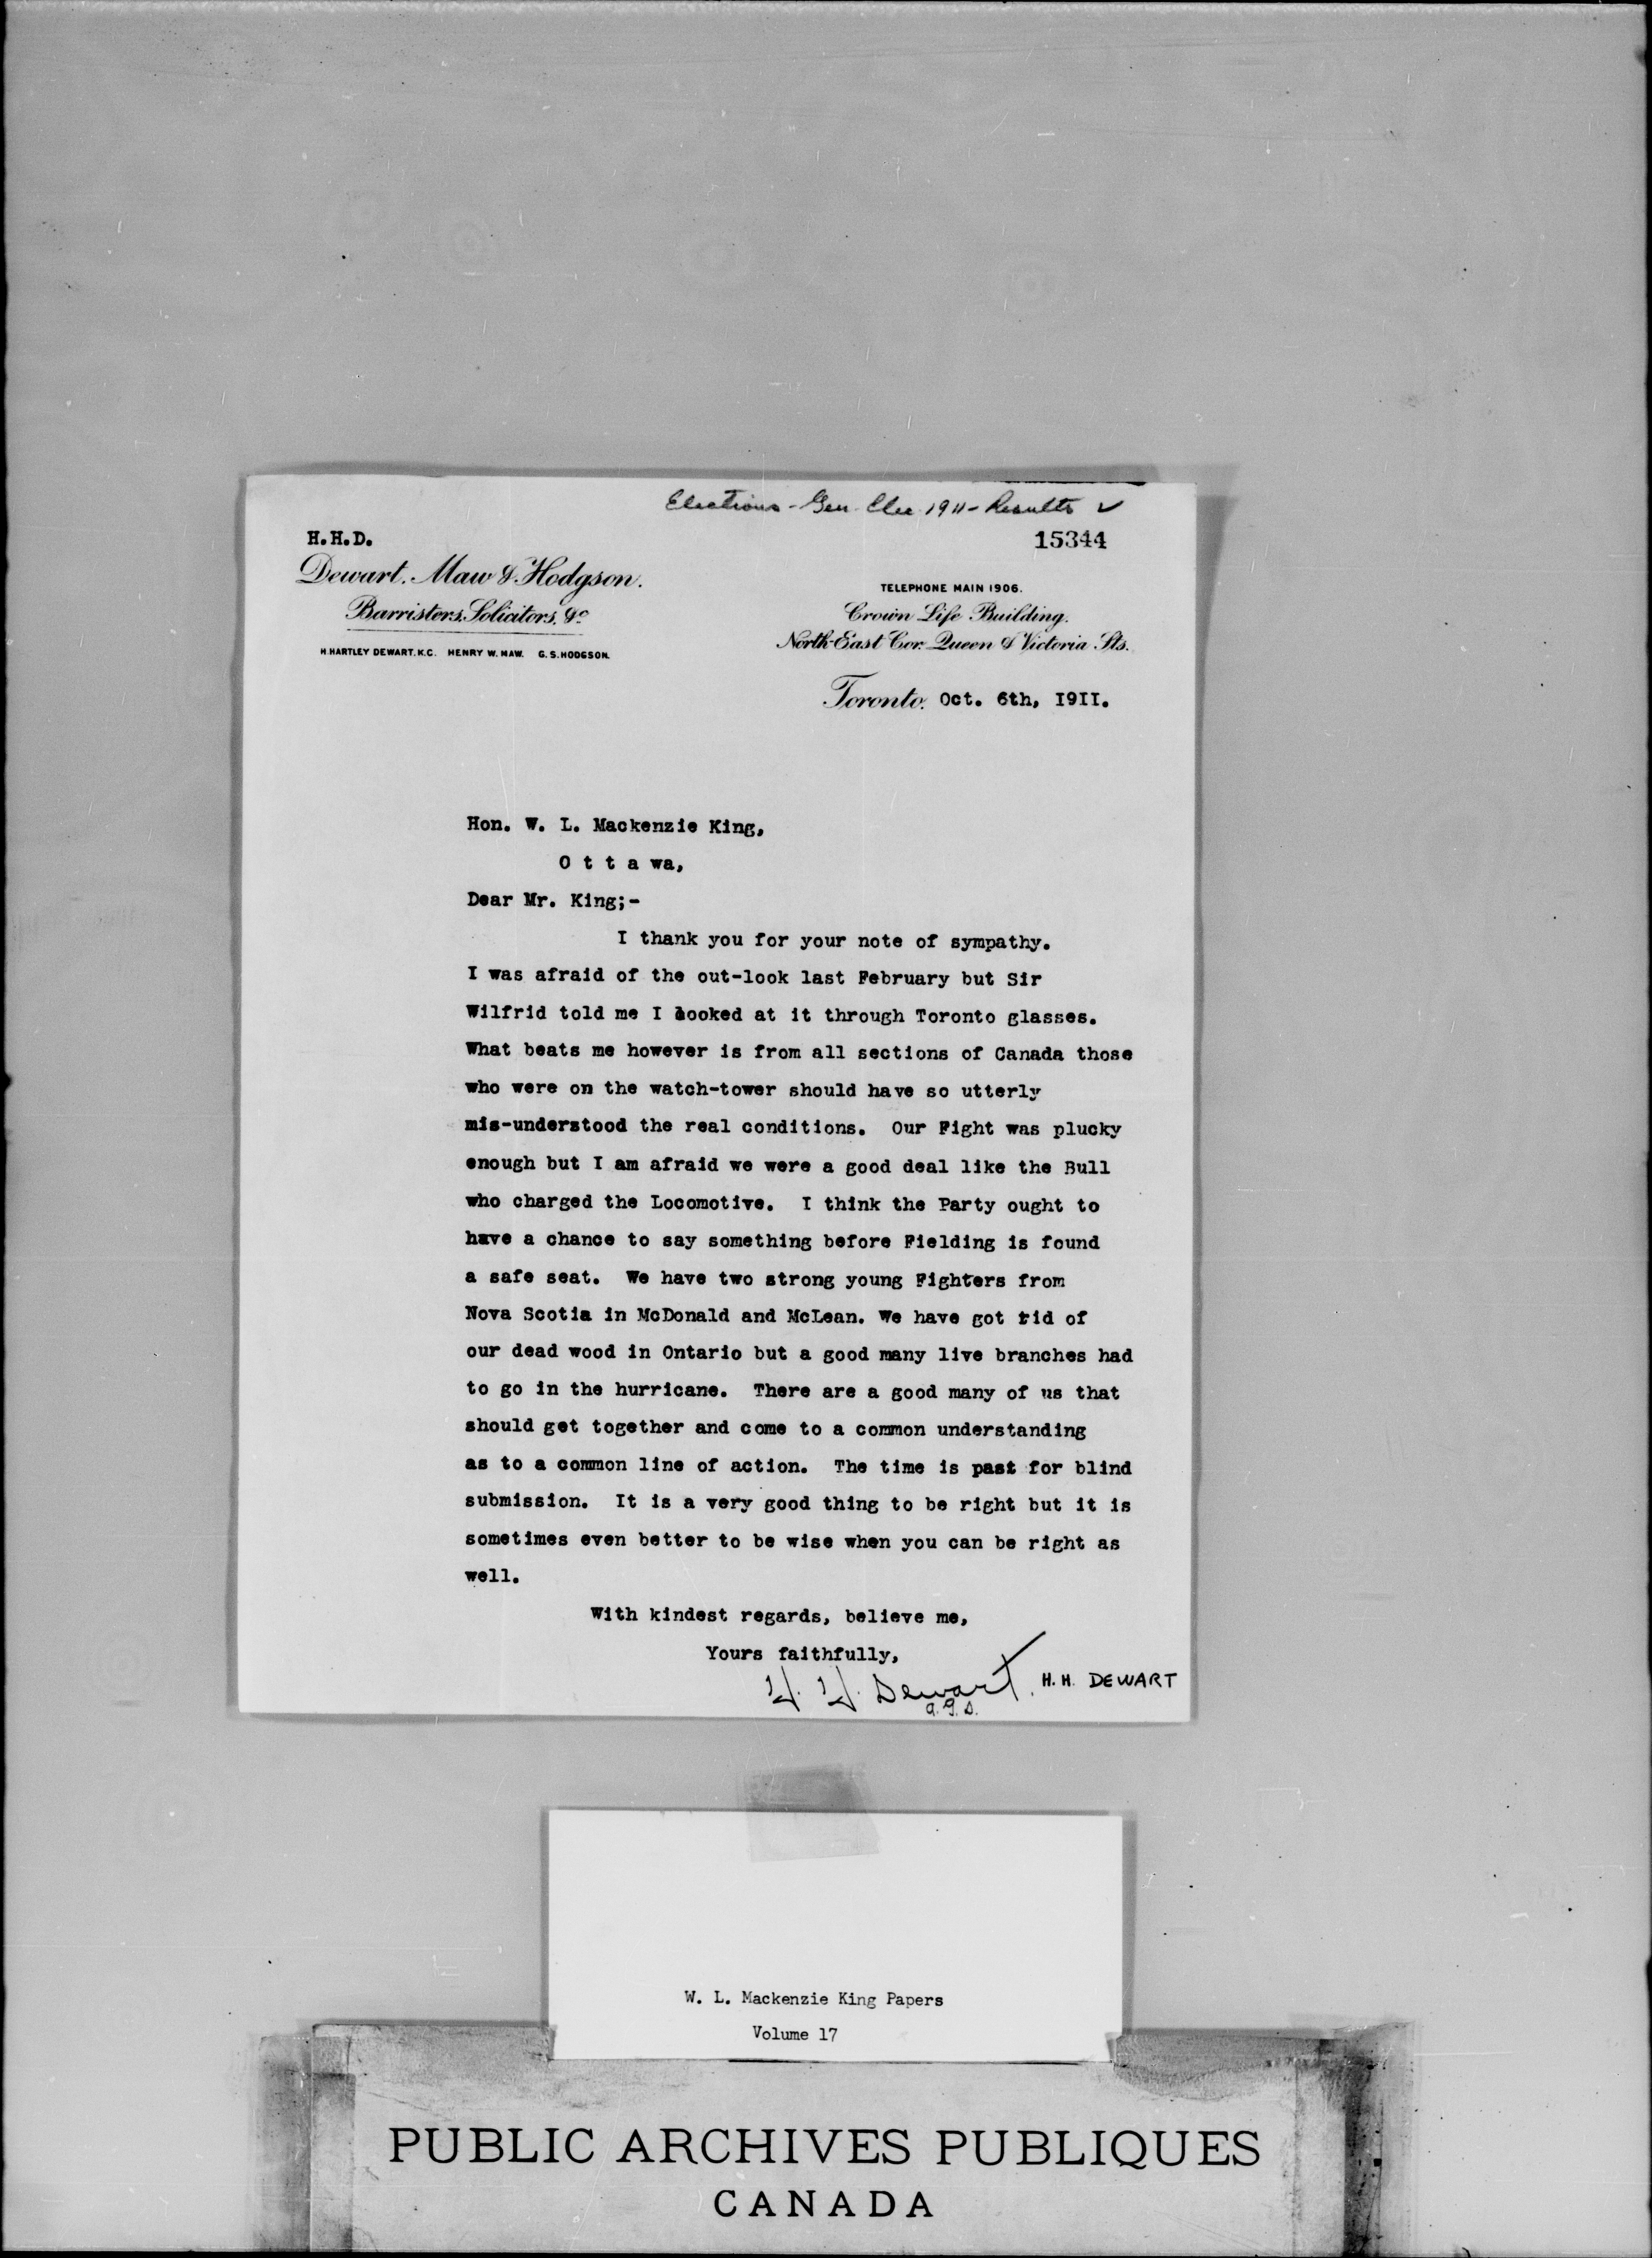 Elections - Gen Elec 1911 - Results ✓
H.H.D.
15344
Dewart, Maw & Hodgson.
Barristers, Solicitors, &c
H. HARTLEY DEWART, K.C. HENRY W. MAW. G. S. HODGSON.
TELEPHONE MAIN 1906.
Crown Life Building.
North-East Cor. Queen & Victoria Sts.
Toronto. Oct. 6th, I9II.
Hon. W. L. Mackenzie King,
O t t a wa,
Dear Mr. King;-
I thank you for your note of sympathy.
I was afraid of the out-look last February but Sir
Wilfrid told me I looked at it through Toronto glasses.
What beats me however is from all sections of Canada those
who were on the watch-tower should have so utterly
mis-understood the real conditions. Our Fight was plucky
enough but I am afraid we were a good deal like the Bull
who charged the Locomotive. I think the Party ought to
have a chance to say something before Fielding is found
a safe seat. We have two strong young Fighters from
Nova Scotia in McDonald and McLean. We have got rid of
our dead wood in Ontario but a good many live branches had
to go in the hurricane. There are a good many of us that
should get together and come to a common understanding
as to a common line of action. The time is past for blind
submission. It is a very good thing to be right but it is
sometimes even better to be wise when you can be right as
well.
With kindest regards, believe me,
Yours faithfully,
H. H. Dewart. H. H. DEWART
a. g. s.
W. L. Mackenzie King Papers
Volume 17
PUBLIC ARCHIVES PUBLIQUES
CANADA